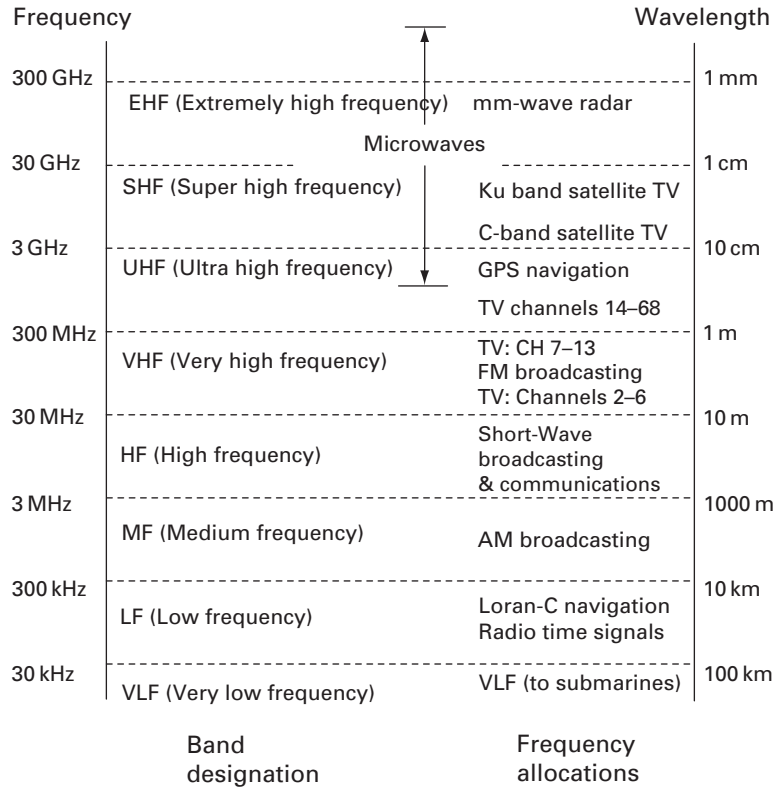 Frequency
Wavelength
300 GHz
1 mm
EHF (Extremely high frequency)
mm-wave radar
Microwaves
30 GHz
1 cm
SHF (Super high frequency)
Ku band satellite TV
C-band satellite TV
3 GHz
10 cm
UHF (Ultra high frequency)
GPS navigation
TV channels 14–68
300 MHz
1 m
VHF (Very high frequency)
TV: CH 7–13
FM broadcasting
TV: Channels 2–6
30 MHz
10 m
HF (High frequency)
Short-Wave
broadcasting
& communications
3 MHz
1000 m
MF (Medium frequency)
AM broadcasting
300 kHz
10 km
LF (Low frequency)
Loran-C navigation
Radio time signals
30 kHz
100 km
VLF (Very low frequency)
VLF (to submarines)
Band
designation
Frequency
allocations